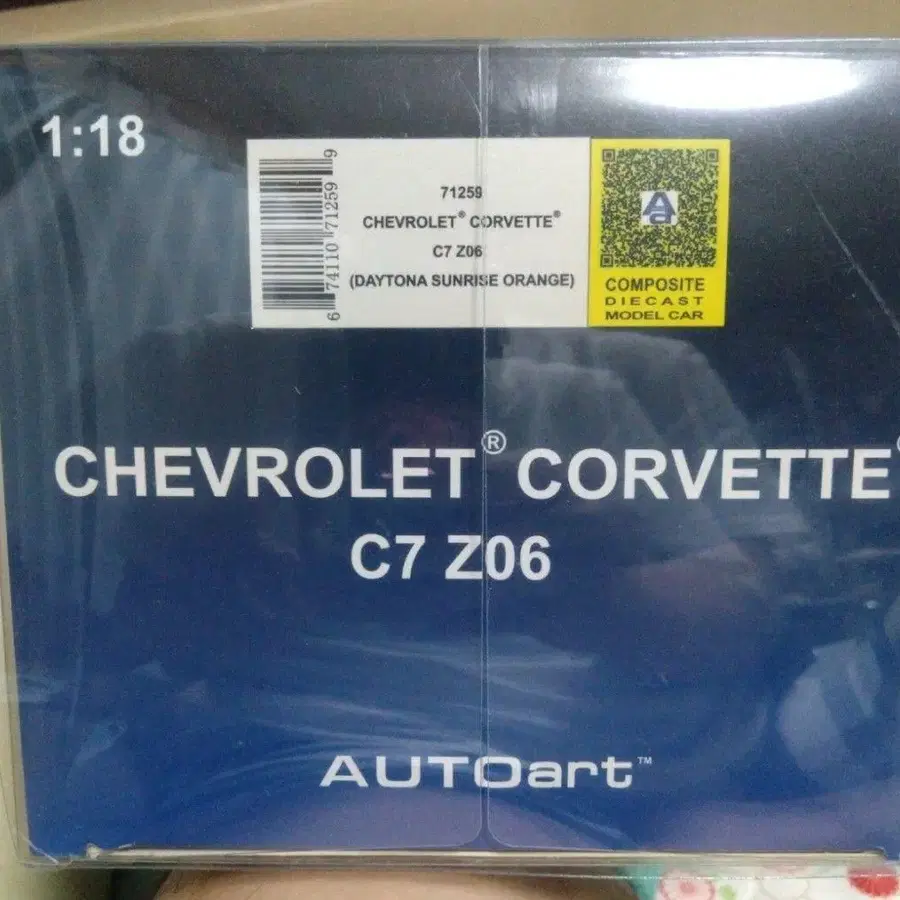 1:18
6 74110 71259 9
71259
CHEVROLET® CORVETTE®
C7 Z06
(DAYTONA SUNRISE ORANGE)
Aa
COMPOSITE
DIECAST
MODEL CAR
CHEVROLET® CORVETTE®
C7 Z06
AUTOart™